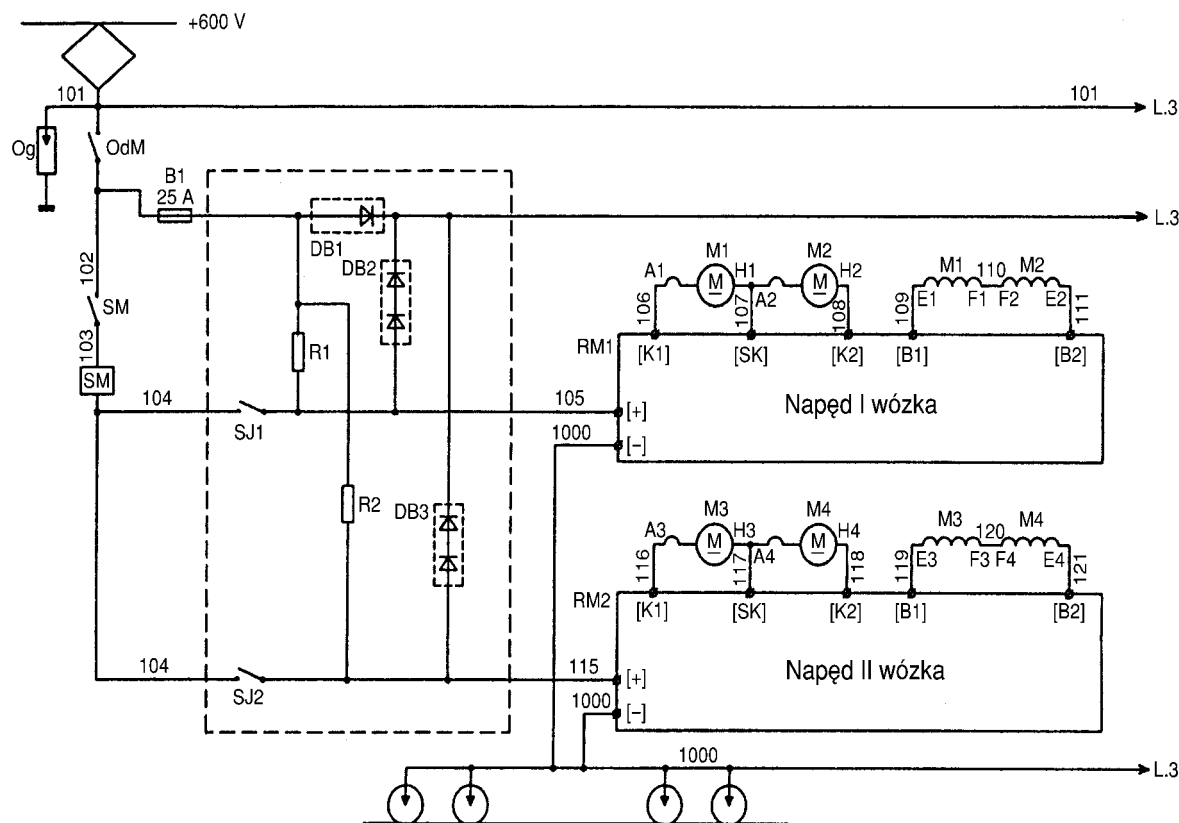 +600 V
101
101
L.3
Og
OdM
B1
25 A
L.3
DB1
DB2
102
SM
103
SM
R1
A1
M1
H1
M2
H2
M1
110
M2
106
107
A2
108
109
E1
F1
F2
E2
111
RM1
[K1]
[SK]
[K2]
[B1]
[B2]
Napęd I wózka
104
SJ1
105
[+]
1000
[–]
R2
DB3
A3
M3
H3
M4
H4
M3
120
M4
116
117
A4
118
119
E3
F3
F4
E4
121
RM2
[K1]
[SK]
[K2]
[B1]
[B2]
Napęd II wózka
104
SJ2
115
[+]
1000
[–]
1000
L.3
M
M
M
M